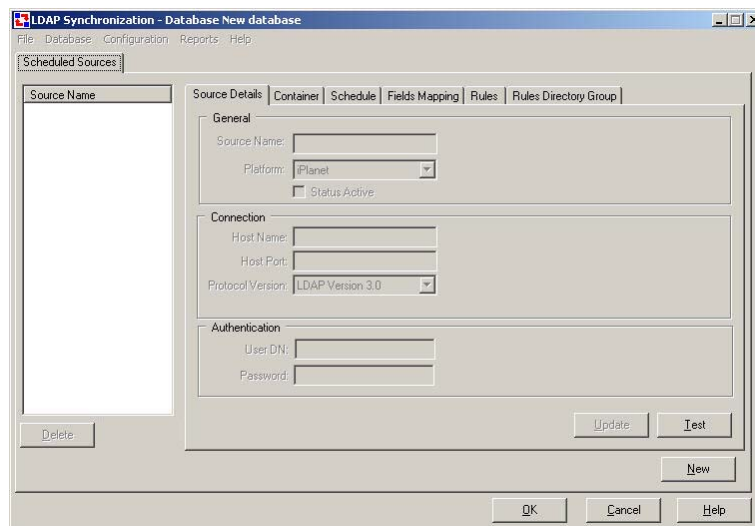 LDAP Synchronization - Database New database
File Database Configuration Reports Help
Scheduled Sources
Source Name
Source Details Container Schedule Fields Mapping Rules Rules Directory Group
General
Source Name:
Platform: iPlanet
Status Active
Connection
Host Name:
Host Port:
Protocol Version: LDAP Version 3.0
Authentication
User DN:
Password:
Delete
Update Test
New
OK Cancel Help